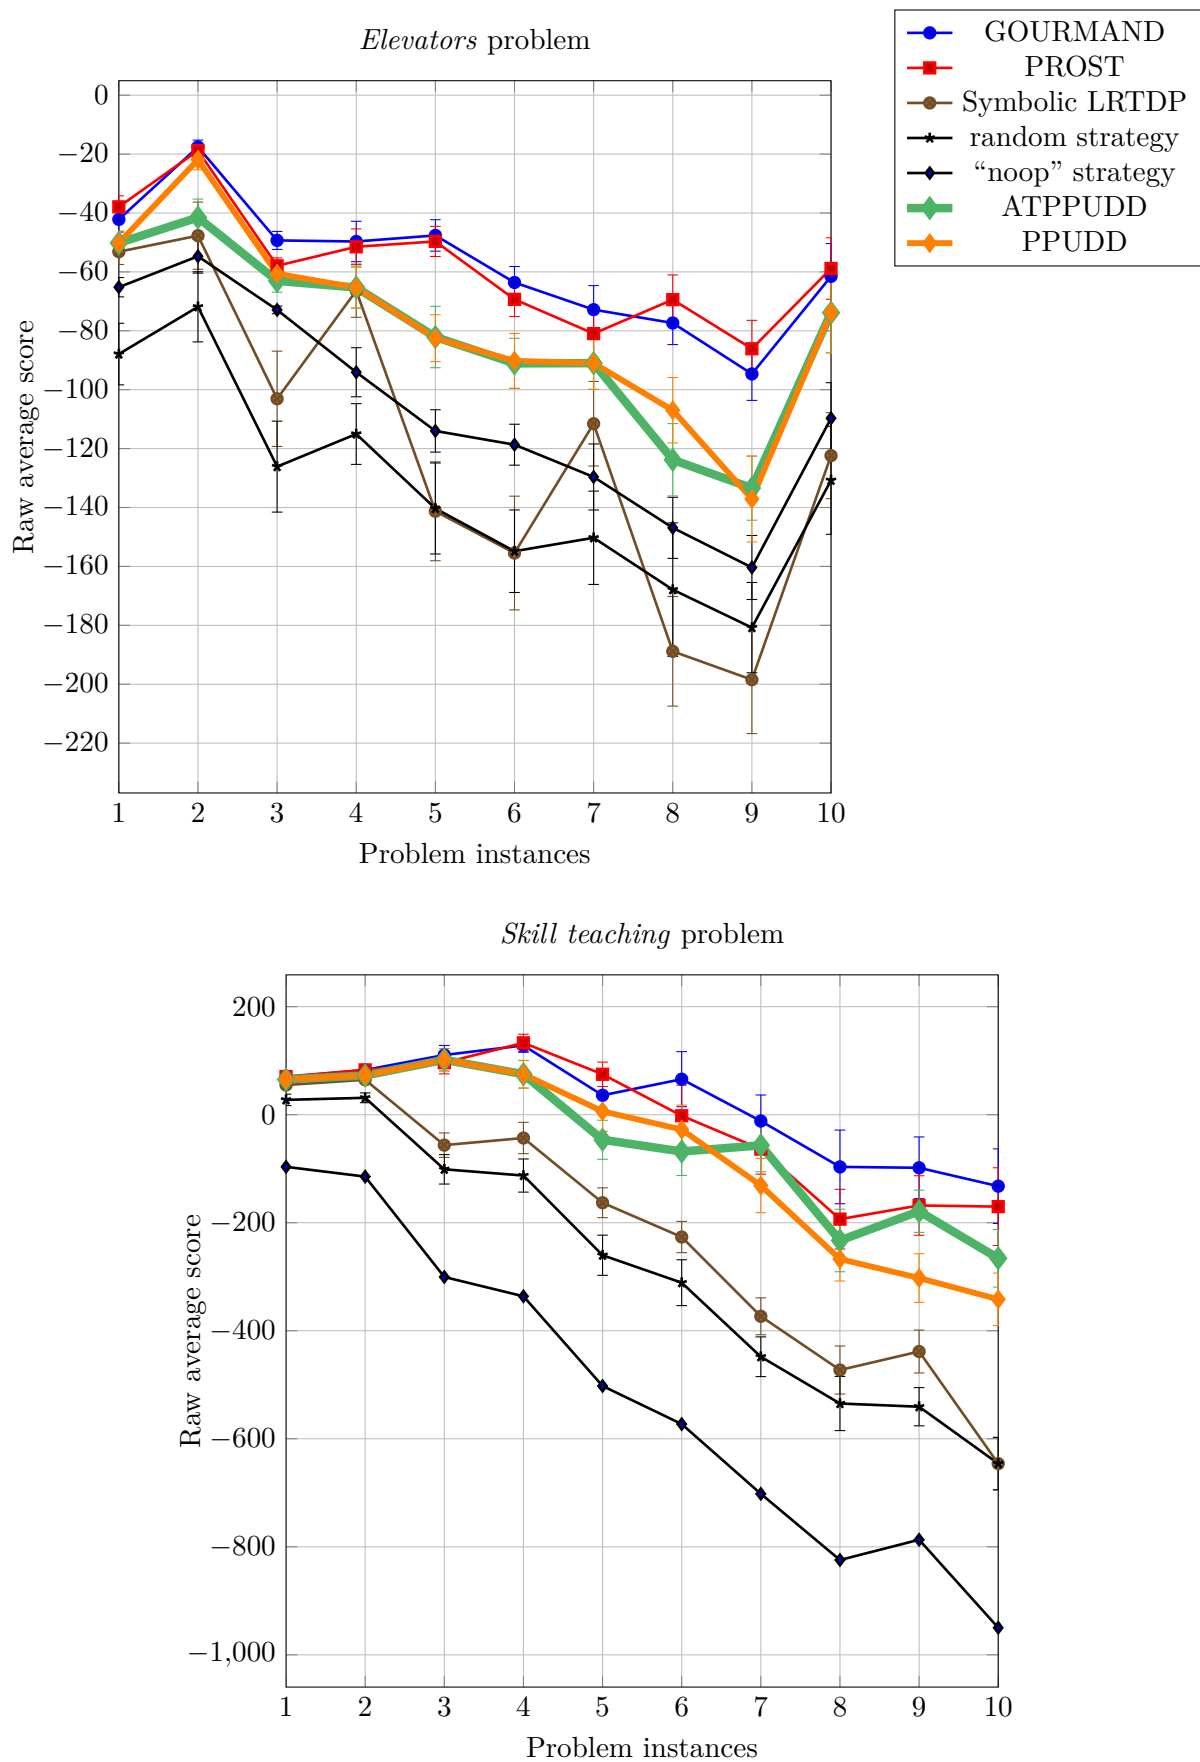 Elevators problem
GOURMAND
PROST
Symbolic LRTDP
random strategy
“noop” strategy
ATPPUDD
PPUDD
0
−20
−40
−60
−80
−100
−120
−140
−160
−180
−200
−220
Raw average score
1 2 3 4 5 6 7 8 9 10
Problem instances
Skill teaching problem
200
0
−200
−400
−600
−800
−1,000
Raw average score
1 2 3 4 5 6 7 8 9 10
Problem instances